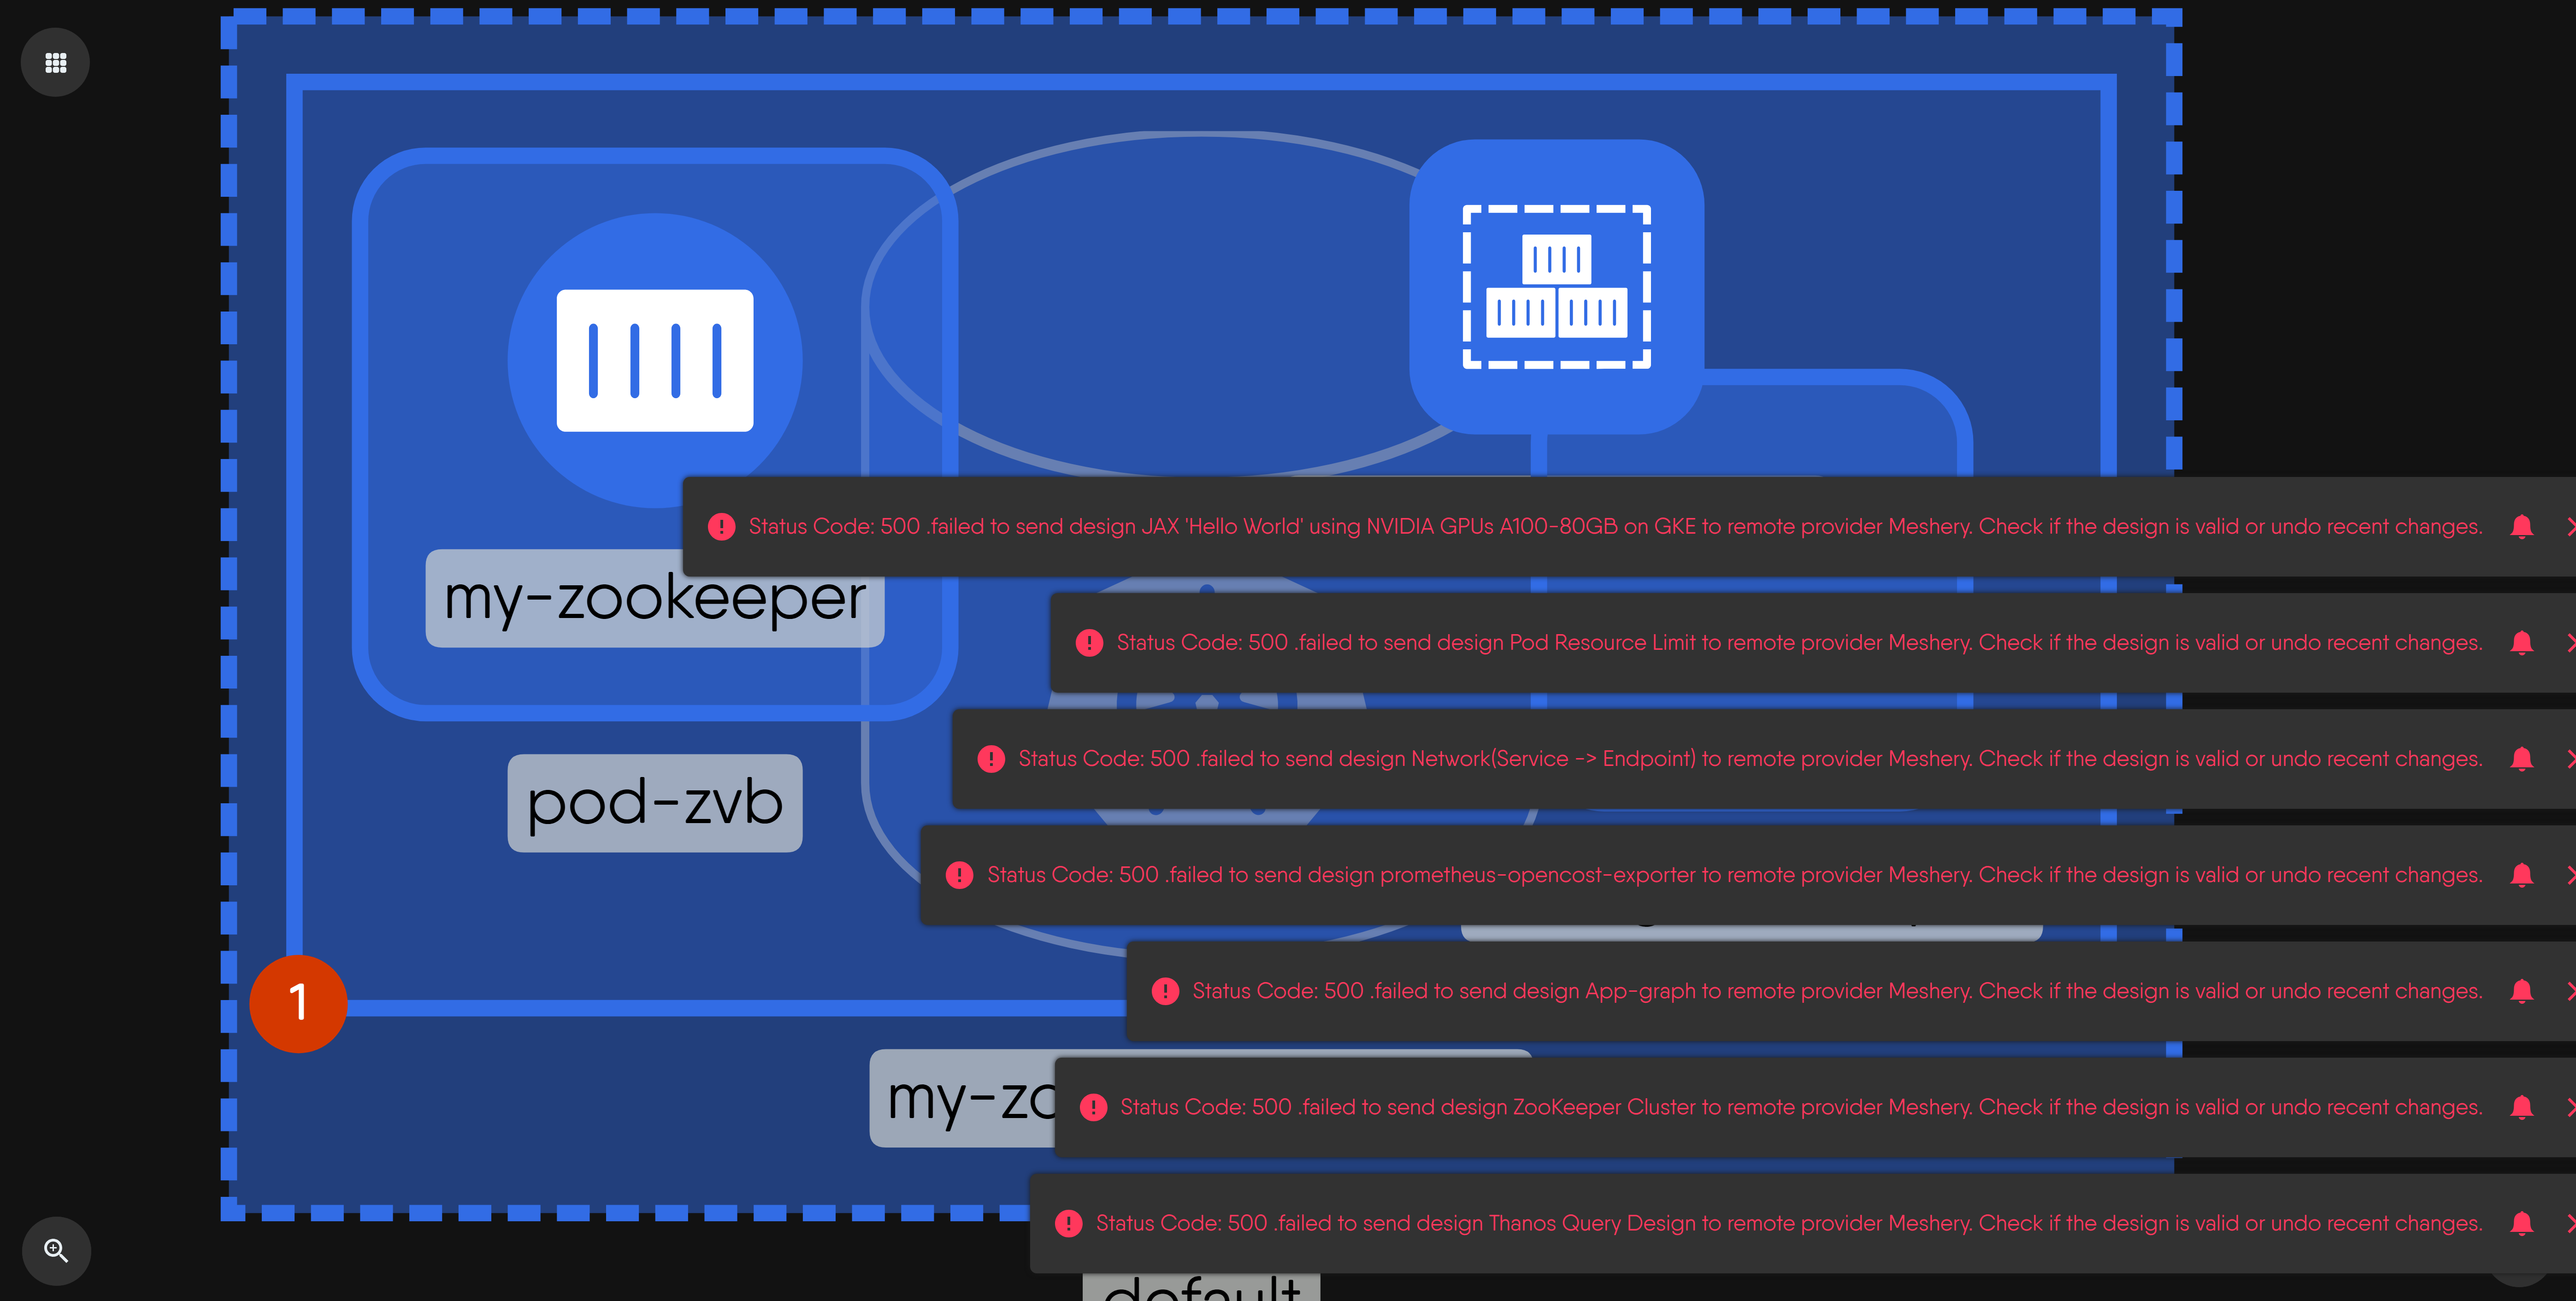 Status Code: 500 .failed to send design JAX 'Hello World' using NVIDIA GPUs A100-80GB on GKE to remote provider Meshery. Check if the design is valid or undo recent changes.
my-zookeeper
Status Code: 500 .failed to send design Pod Resource Limit to remote provider Meshery. Check if the design is valid or undo recent changes.
Status Code: 500 .failed to send design Network(Service -> Endpoint) to remote provider Meshery. Check if the design is valid or undo recent changes.
pod-zvb
Status Code: 500 .failed to send design prometheus-opencost-exporter to remote provider Meshery. Check if the design is valid or undo recent changes.
Status Code: 500 .failed to send design App-graph to remote provider Meshery. Check if the design is valid or undo recent changes.
1
my-zo
Status Code: 500 .failed to send design ZooKeeper Cluster to remote provider Meshery. Check if the design is valid or undo recent changes.
Status Code: 500 .failed to send design Thanos Query Design to remote provider Meshery. Check if the design is valid or undo recent changes.
default